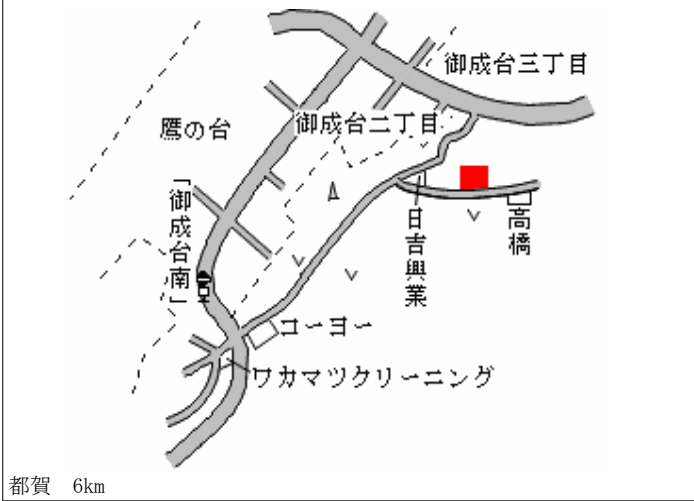 御成台三丁目
御成台二丁目
鷹の台
「御成台南」
日吉興業
高橋
コーヨー
ワカマツクリーニング
都賀 6km